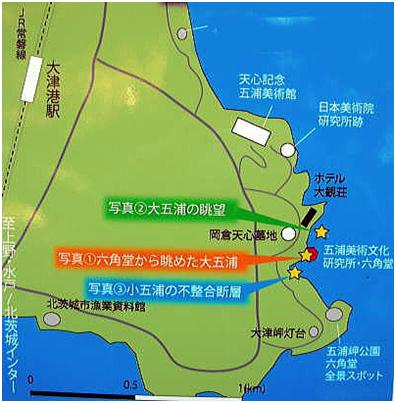 JR常磐線
大津港駅
天心記念
五浦美術館
日本美術院
研究所跡
ホテル
大観荘
写真②大五浦の眺望
岡倉天心墓地
五浦美術文化
研究所・六角堂
写真①六角堂から眺めた大五浦
写真③小五浦の不整合断層
至上野・水戸/北茨城インター
北茨城市漁業資料館
大津岬灯台
五浦岬公園
六角堂
全景スポット
0 0.5 1(km)